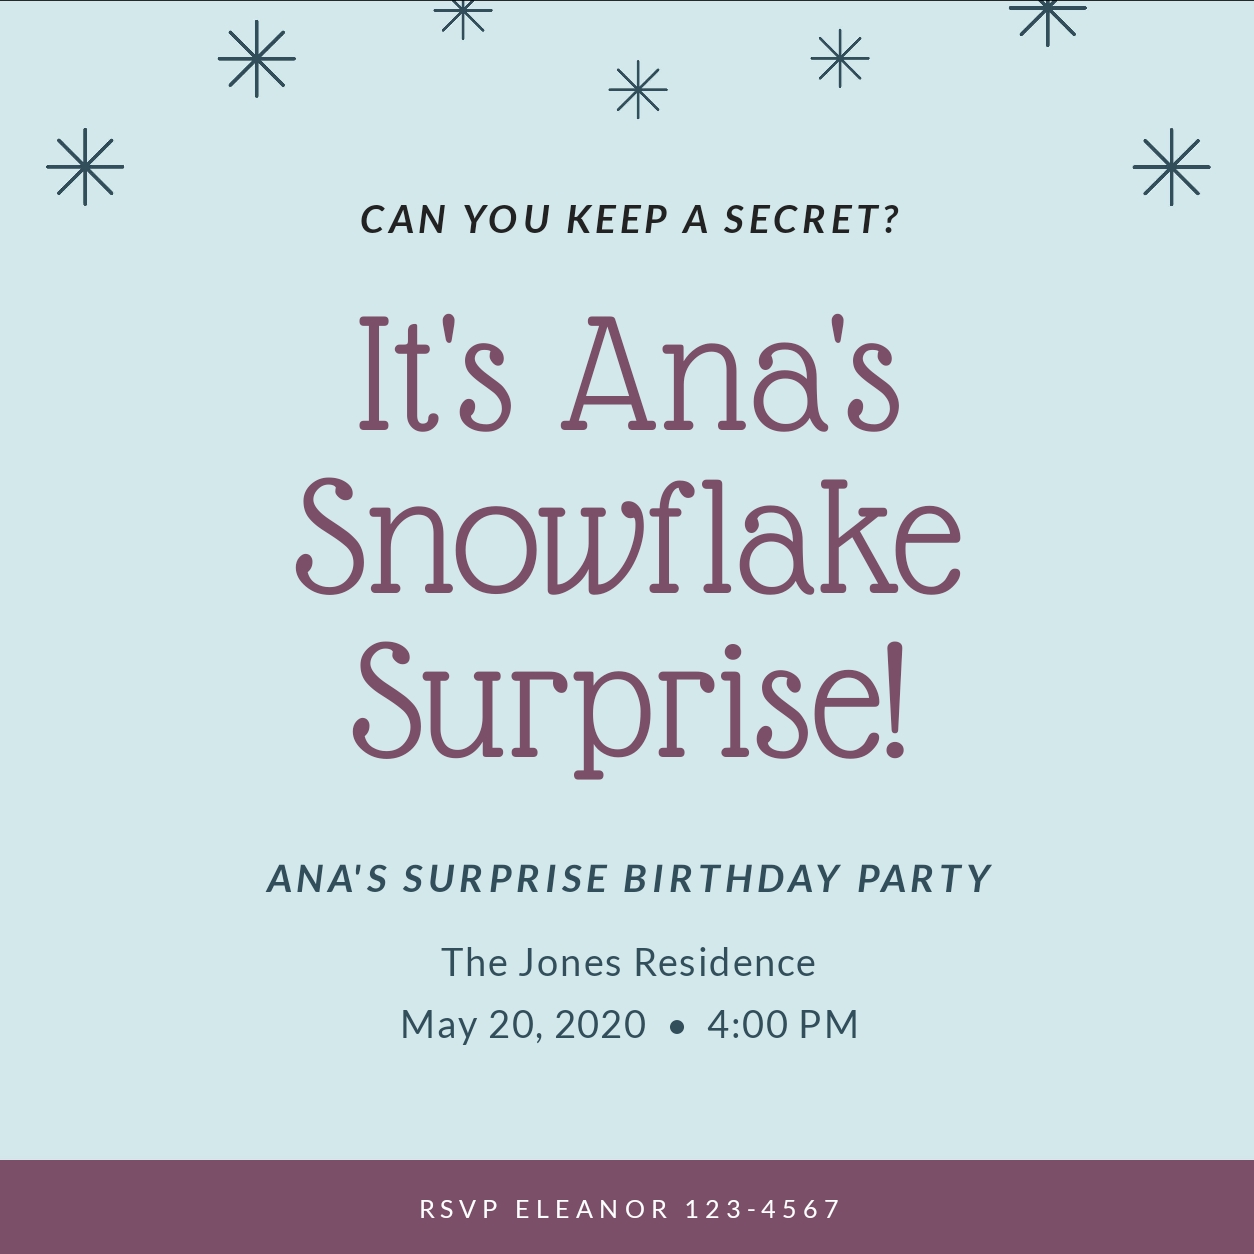 CAN YOU KEEP A SECRET?
It's Ana's
Snowflake
Surprise!
ANA'S SURPRISE BIRTHDAY PARTY
The Jones Residence
May 20, 2020 • 4:00 PM
RSVP ELEANOR 123-4567